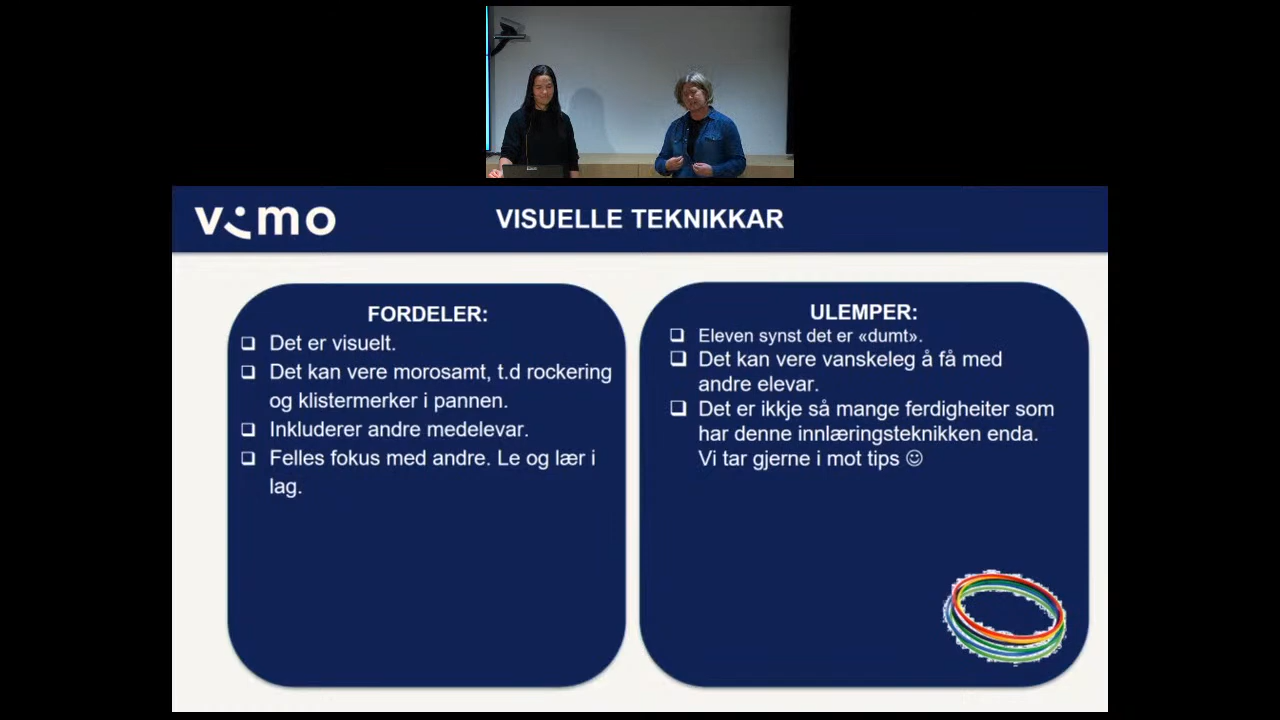 vimo
VISUELLE TEKNIKKAR
FORDELER:
Det er visuelt.
Det kan vere morosamt, t.d rockering
og klistermerker i pannen.
Inkluderer andre medelevar.
Felles fokus med andre. Le og lær i
lag.
ULEMPER:
Eleven synst det er «dumt».
Det kan vere vanskeleg å få med
andre elevar.
Det er ikkje så mange ferdigheiter som
har denne innlæringsteknikken enda.
Vi tar gjerne i mot tips ☺